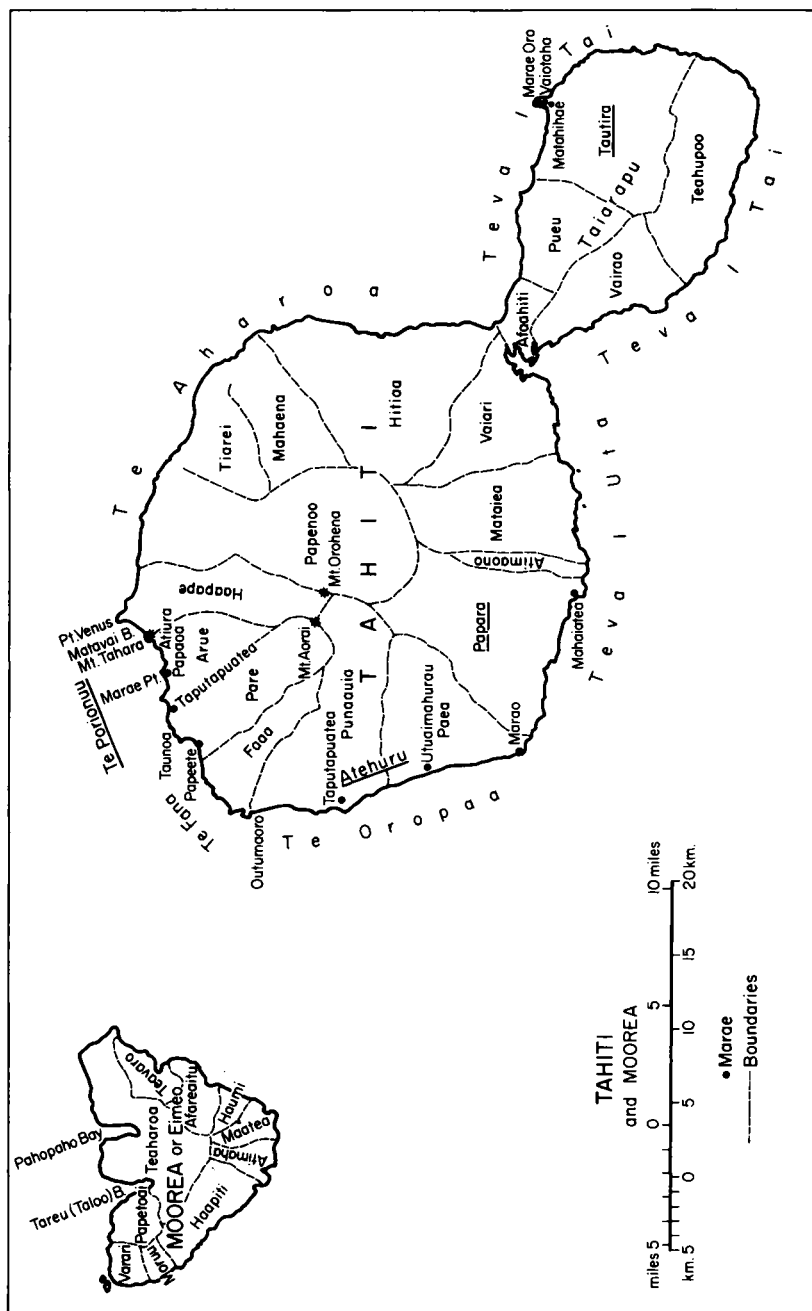 Pahopaho Bay
Tareu (Taloo) B.
Varari
Papetoai
Teaharoa
Teavaro
MOOREA or Eimeo
Afareaitu
Haumi
Maatea
Atimaha
Haapiti
Te Porionuu
Pt. Venus
Matavai B.
Mt. Tahara
Marae Pt.
Atiura
Papaoa
Arue
Taputapuatea
Taunoa
Papeete
Pare
Te Fana
Faaa
Outumaoro
Haapape
Te Aharoa
Tiarei
Mahaena
Hitiaa
Papenoo
Mt. Orohena
Mt. Aorai
TAHITI
Taputapuatea
Punaauia
Atehuru
Te Oropaa
Utuaimahurau
Paea
Marao
Papara
Atimaono
Mataiea
Vaiari
Mahaiatea
Teva I Uta
Afaahiti
Teva I Tai
Marae Oro
Vaiotaha
Matahihae
Pueu
Tautira
Taiarapu
Vairao
Teahupoo
Teva I Tai
TAHITI
and MOOREA
miles 5 0 5 10 miles
km. 5 0 5 10 15 20 km.
Marae
Boundaries